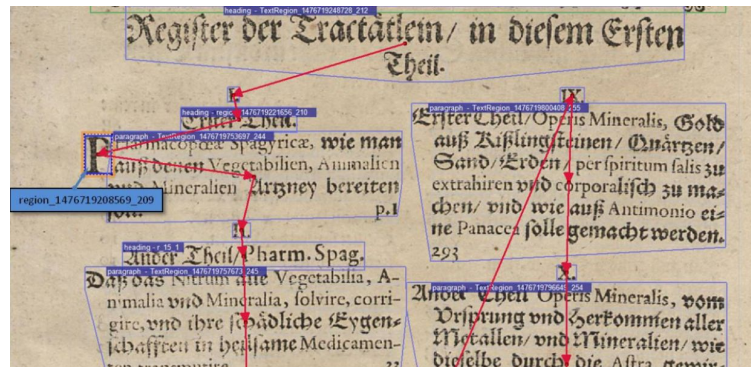 heading - TextRegion_1476719248728_212
Register der Tractätlein/ in diesem Ersten
Theil.
I.
heading - region_1476719221656_210
Erster Theil.
paragraph - TextRegion_1476719753697_244
Pharmacopœæ Spagyricæ, wie man
auß denen Vegetabilien, Animalien
vnd Mineralien Artzney bereiten
soll. p.1
region_1476719208569_209
II.
heading - r_15_1
Ander Theil/Pharm. Spag.
paragraph - TextRegion_1476719757673_245
Daß das Nitrum alle Vegetabilia, A-
nimalia vnd Mineralia, solvire, corri-
gire, vnd ihre schädliche Eygen-
schafften in heylsame Medicamen-
IX.
paragraph - TextRegion_1476719800408_255
Erster Theil/Operis Mineralis, Gold
auß Kißlingsteinen/ Quärtzen/
Sand/Erden/ per spiritum salis zu
extrahiren vnd corporalisch zu ma-
chen/ vnd wie auß Antimonio ei-
ne Panacea solle gemacht werden.
293
X.
paragraph - TextRegion_1476719796645_254
Ander Theil Operis Mineralis, vom
Vrsprung vnd Herkommen aller
Metallen/ vnd Mineralien/ wie
dieselbe durch die Astra